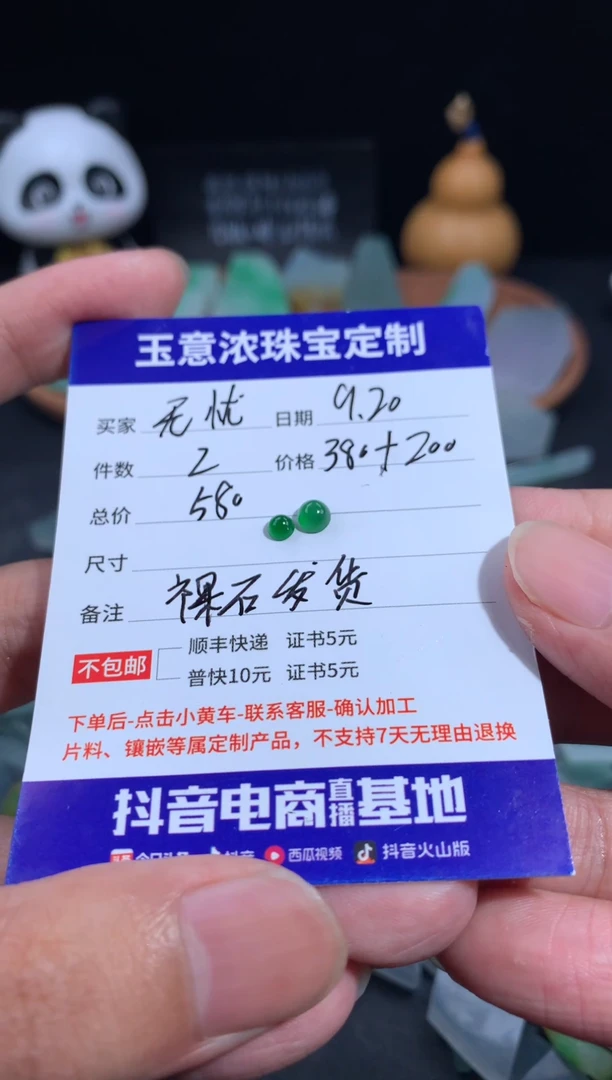 玉意浓珠宝定制
买家 无忧 日期 9.20
件数 2 价格 380+200
总价 580
尺寸
备注 裸石发货
不包邮
顺丰快递 证书5元
普快10元 证书5元
下单后-点击小黄车-联系客服-确认加工
片料、镶嵌等属定制产品，不支持7天无理由退换
抖音电商直播基地
西瓜视频 抖音火山版